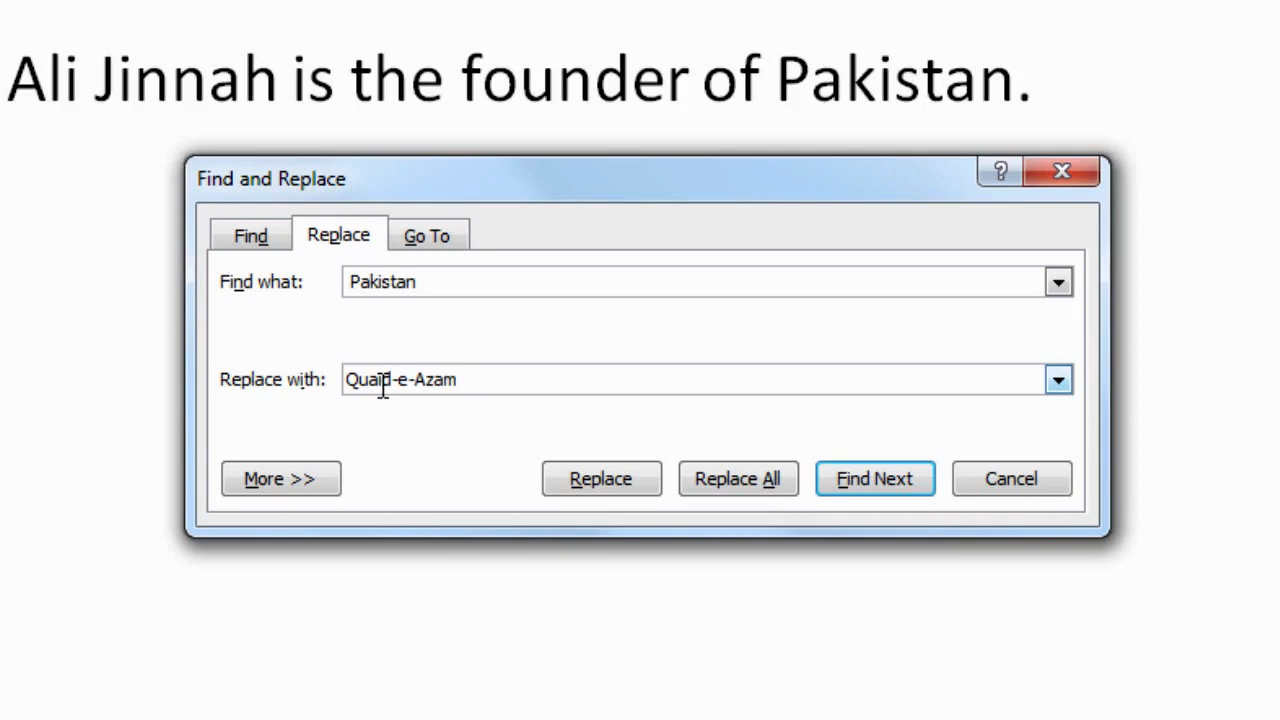 Ali Jinnah is the founder of Pakistan.
Find and Replace
?
Find Replace Go To
Find what: Pakistan
Replace with: Quaid-e-Azam
More >> Replace Replace All Find Next Cancel